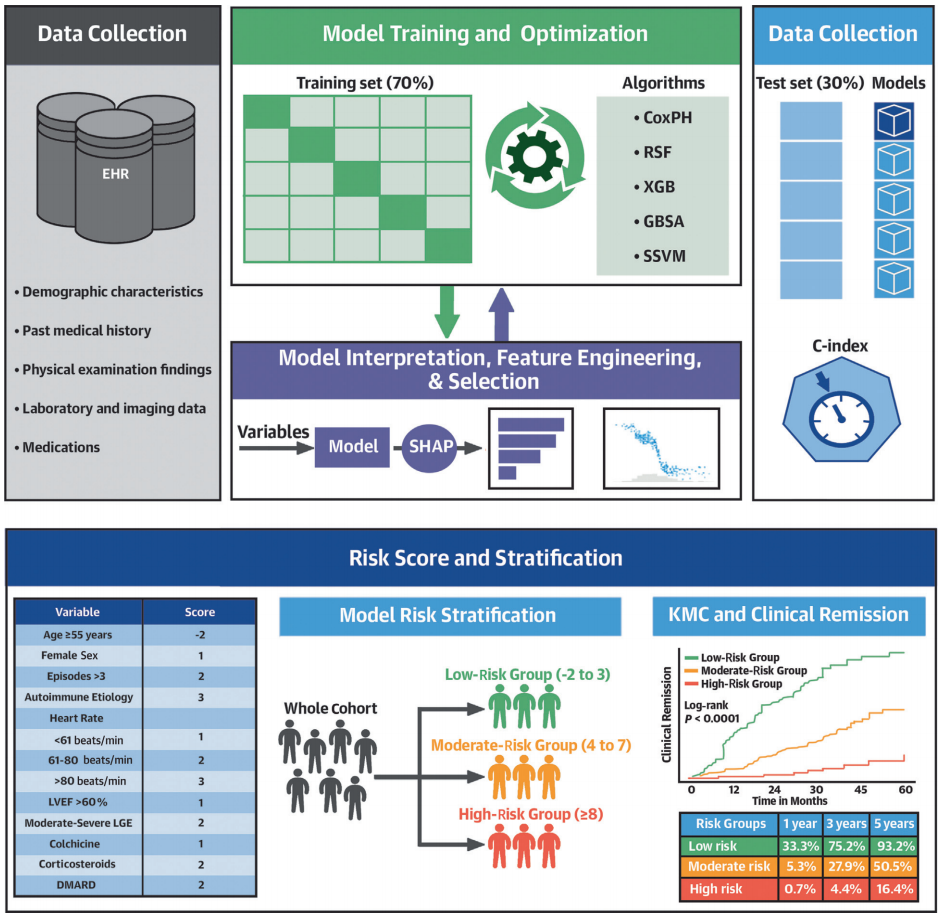 Data Collection
EHR
• Demographic characteristics
• Past medical history
• Physical examination findings
• Laboratory and imaging data
• Medications
Model Training and Optimization
Training set (70%)
Algorithms
• CoxPH
• RSF
• XGB
• GBSA
• SSVM
Model Interpretation, Feature Engineering,
& Selection
Variables
Model
SHAP
Data Collection
Test set (30%) Models
C-index
Risk Score and Stratification
Variable Score
Age ≥55 years -2
Female Sex 1
Episodes >3 2
Autoimmune Etiology 3
Heart Rate
<61 beats/min 1
61-80 beats/min 2
>80 beats/min 3
LVEF >60% 1
Moderate-Severe LGE 2
Colchicine 1
Corticosteroids 2
DMARD 2
Model Risk Stratification
Whole Cohort
Low-Risk Group (-2 to 3)
Moderate-Risk Group (4 to 7)
High-Risk Group (≥8)
KMC and Clinical Remission
Clinical Remission
Low-Risk Group
Moderate-Risk Group
High-Risk Group
Log-rank
P < 0.0001
0 12 24 30 45 60
Time in Months
Risk Groups 1 year 3 years 5 years
Low risk 33.3% 75.2% 93.2%
Moderate risk 5.3% 27.9% 50.5%
High risk 0.7% 4.4% 16.4%